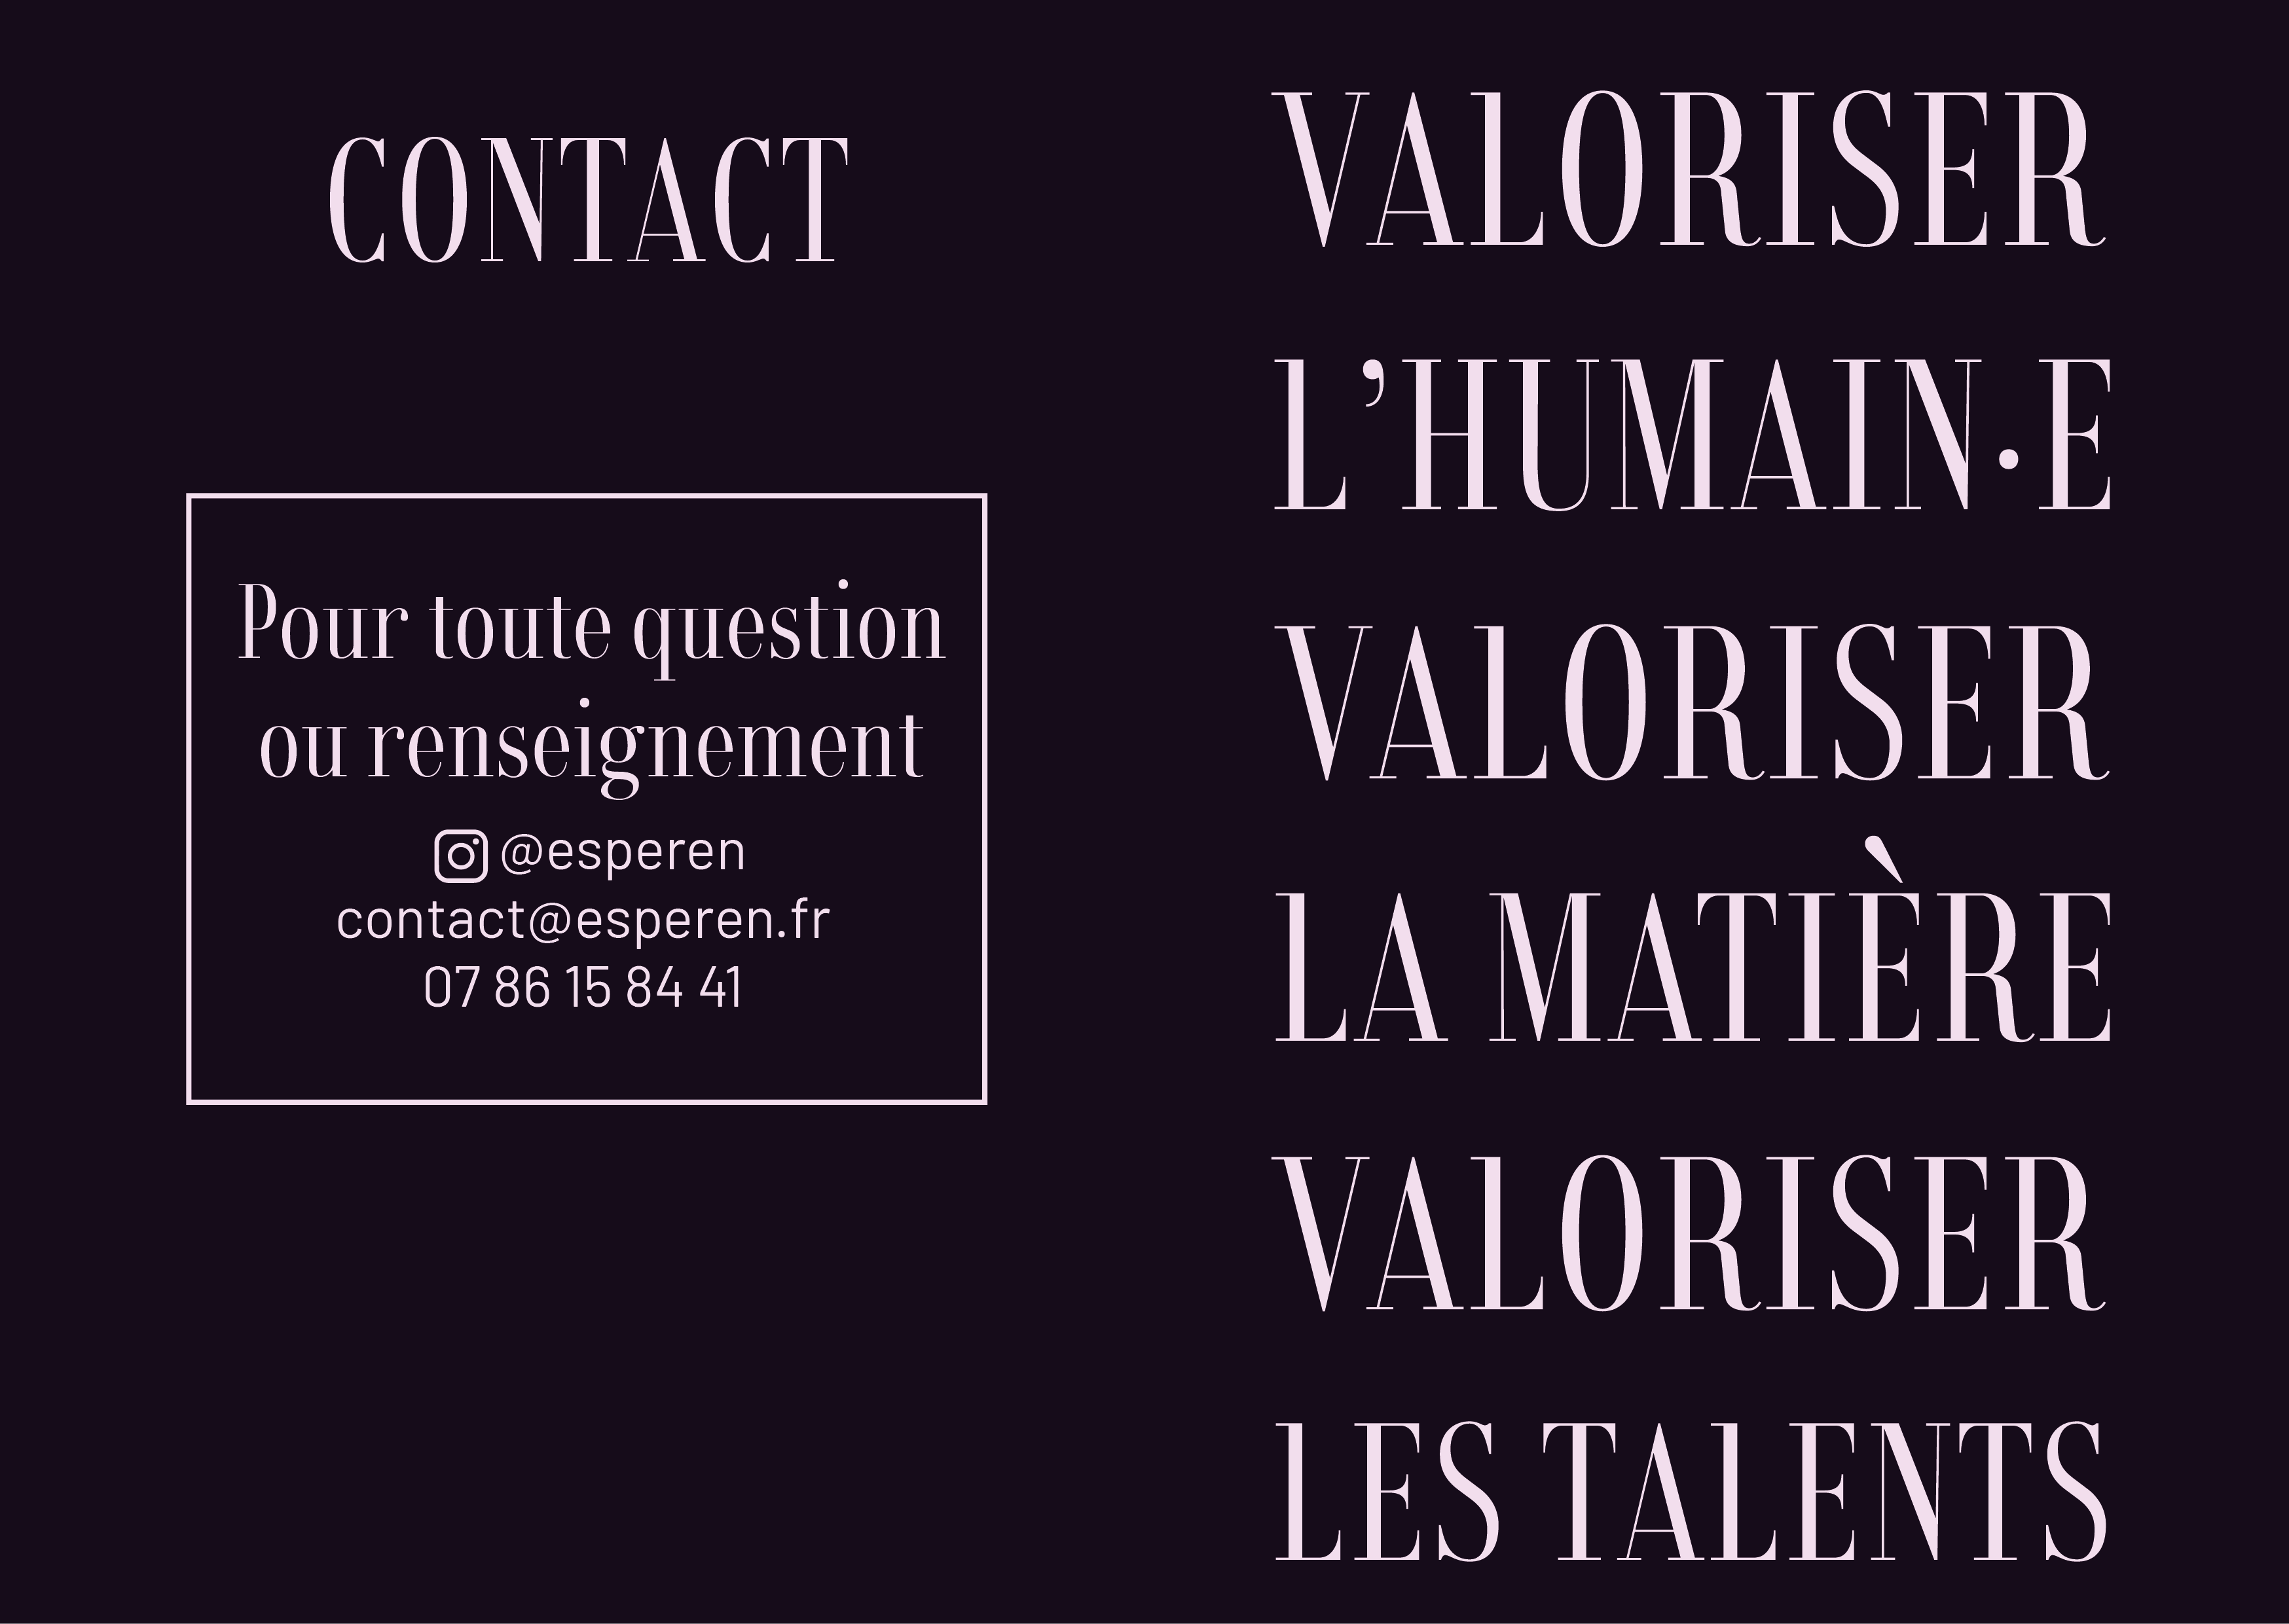 CONTACT
Pour toute question
ou renseignement
@esperen
contact@esperen.fr
07 86 15 84 41
VALORISER
L’HUMAIN·E
VALORISER
LA MATIÈRE
VALORISER
LES TALENTS